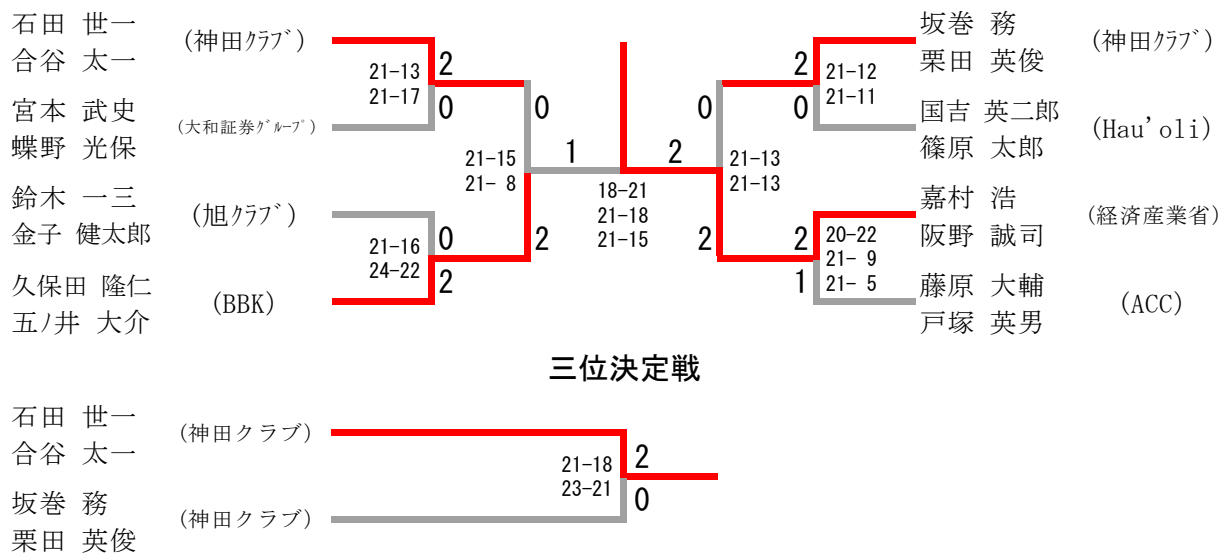 石田 世一
合谷 太一
(神田ｸﾗﾌﾞ)
21-13
21-17
2
0
宮本 武史
蝶野 光保
(大和証券ｸﾞﾙｰﾌﾟ)
鈴木 一三
金子 健太郎
(旭ｸﾗﾌﾞ)
21-16
24-22
0
2
久保田 隆仁
五ﾉ井 大介
(BBK)
0
21-15
21- 8
2
1
2
18-21
21-18
21-15
0
21-13
21-13
2
坂巻 務
栗田 英俊
(神田ｸﾗﾌﾞ)
2
21-12
21-11
0
国吉 英二郎
篠原 太郎
(Hau'oli)
嘉村 浩
阪野 誠司
(経済産業省)
2
20-22
21- 9
21- 5
1
藤原 大輔
戸塚 英男
(ACC)
三位決定戦
石田 世一
合谷 太一
(神田クラブ)
21-18
23-21
2
0
坂巻 務
栗田 英俊
(神田クラブ)